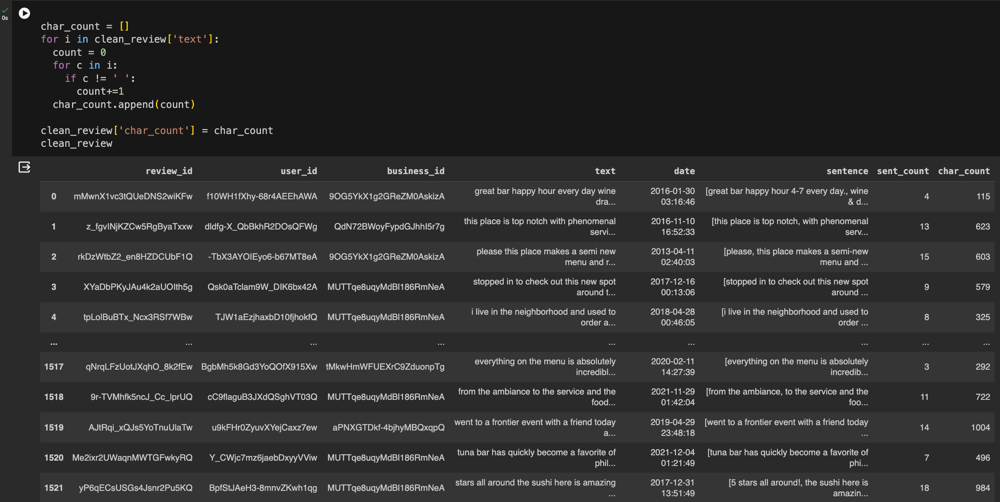 0s
char_count = []
for i in clean_review['text']:
  count = 0
  for c in i:
    if c != ' ':
      count+=1
  char_count.append(count)
clean_review['char_count'] = char_count
clean_review
review_id user_id business_id text date sentence sent_count char_count
0 mMwnX1vc3tQUeDNS2wiKFw f10WH1fXhy-68r4AEEhAWA 9OG5YkX1g2GReZM0AskizA great bar happy hour every day wine dra... 2016-01-30 03:16:46 [great bar happy hour 4-7 every day., wine & d... 4 115
1 z_fgvINjKZCw5RgByaTxxw dIdfg-X_QbBkhR2DOsQFWg QdN72BWoyFypdGJhhI5r7g this place is top notch with phenomenal servi... 2016-11-10 16:52:33 [this place is top notch, with phenomenal serv... 13 623
2 rkDzWtbZ2_en8HZDCUbF1Q -TbX3AYOIEyo6-b67MT8eA 9OG5YkX1g2GReZM0AskizA please this place makes a semi new menu and r... 2013-04-11 02:40:03 [please, this place makes a semi-new menu and ... 15 603
3 XYaDbPKyJAu4k2aUOIth5g Qsk0aTclam9W_DIK6bx42A MUTTqe8uqyMdBl186RmNeA stopped in to check out this new spot around t... 2017-12-16 00:13:06 [stopped in to check out this new spot around ... 9 579
4 tpLolBuBTx_Ncx3RSf7WBw TJW1aEzjhaxbD10fjhokfQ MUTTqe8uqyMdBl186RmNeA i live in the neighborhood and used to order a... 2018-04-28 00:46:05 [i live in the neighborhood and used to order ... 8 325
... ... ... ... ... ... ... ... ...
1517 qNrqLFzUotJXqhO_8k2fEw BgbMh5k8Gd3YoQOfX915Xw tMkwHmWFUEXrC9ZduonpTg everything on the menu is absolutely incredibl... 2020-02-11 14:27:39 [everything on the menu is absolutely incredib... 3 292
1518 9r-TVMhfk5ncJ_Cc_lprUQ cC9flaguB3JXdQSghVT03Q MUTTqe8uqyMdBl186RmNeA from the ambiance to the service and the food... 2021-11-29 01:42:04 [from the ambiance, to the service and the foo... 11 722
1519 AJtRqi_xQJs5YoTnuUlaTw u9kFHr0ZyuvXYejCaxz7ew aPNXGTDkf-4bjhyMBQxqpQ went to a frontier event with a friend today a... 2019-04-29 23:48:18 [went to a frontier event with a friend today ... 14 1004
1520 Me2ixr2UWaqnMWTGFwkyRQ Y_CWjc7mz6jaebDxyyVViw MUTTqe8uqyMdBl186RmNeA tuna bar has quickly become a favorite of phil... 2021-12-04 01:21:49 [tuna bar has quickly become a favorite of phi... 7 496
1521 yP6qECsUSGs4Jsnr2Pu5KQ BpfStJAeH3-8mnvZKwh1qg MUTTqe8uqyMdBl186RmNeA stars all around the sushi here is amazing ... 2017-12-31 13:51:49 [5 stars all around!, the sushi here is amazin... 18 984